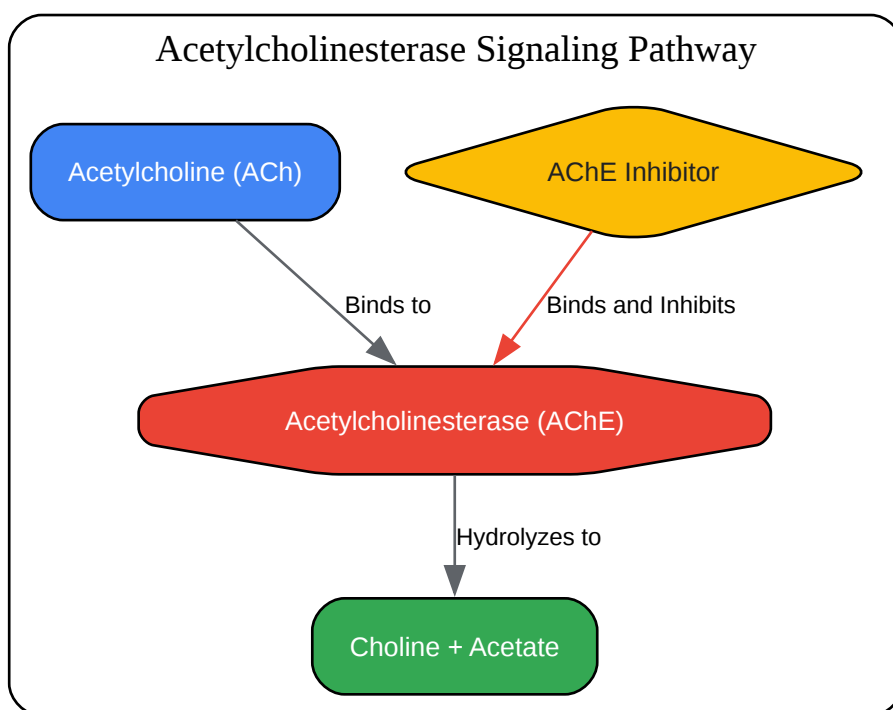 Acetylcholinesterase Signaling Pathway
Acetylcholine (ACh)
AChE Inhibitor
Binds to
Binds and Inhibits
Acetylcholinesterase (AChE)
Hydrolyzes to
Choline + Acetate